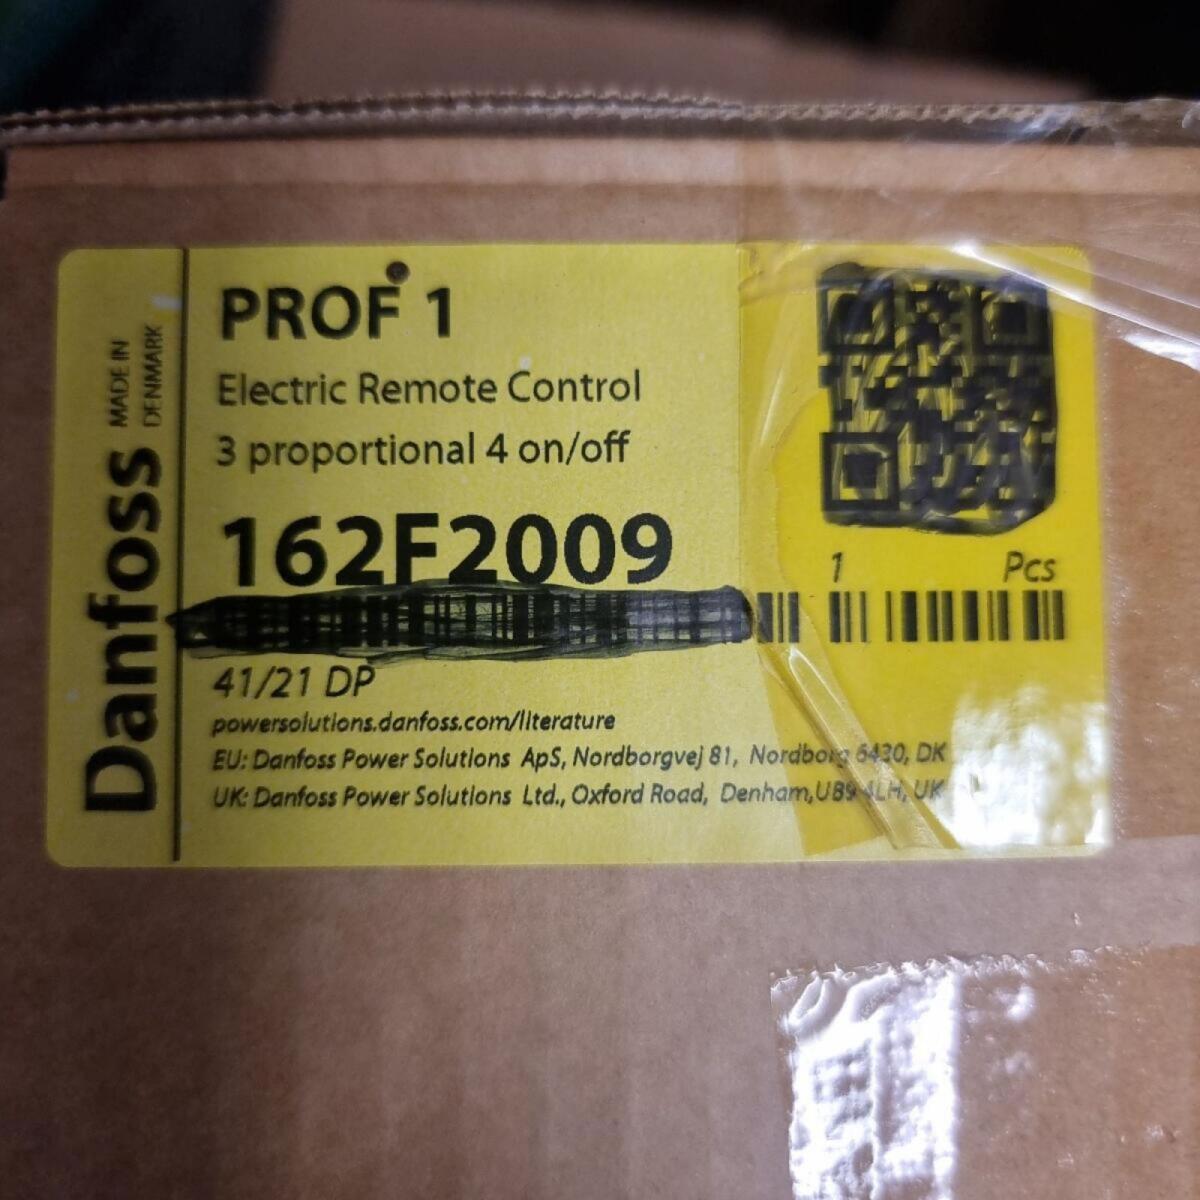 Danfoss
MADE IN
DENMARK
PROF 1
Electric Remote Control
3 proportional 4 on/off
162F2009
1 Pcs
41/21 DP
powersolutions.danfoss.com/literature
EU: Danfoss Power Solutions ApS, Nordborgvej 81, Nordborg 6430, DK
UK: Danfoss Power Solutions Ltd., Oxford Road, Denham,UB9 4LH, UK